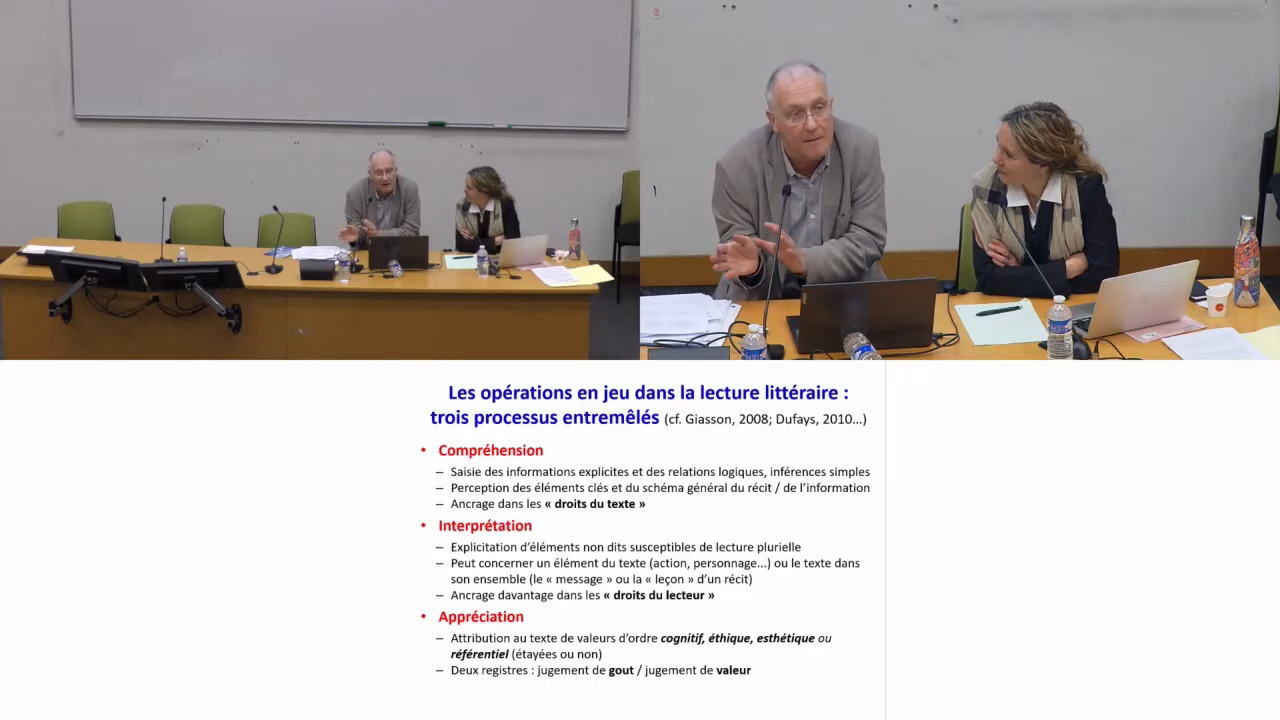 Les opérations en jeu dans la lecture littéraire :
trois processus entremêlés (cf. Giasson, 2008; Dufays, 2010...)
• Compréhension
– Saisie des informations explicites et des relations logiques, inférences simples
– Perception des éléments clés et du schéma général du récit / de l'information
– Ancrage dans les « droits du texte »
• Interprétation
– Explicitation d'éléments non dits susceptibles de lecture plurielle
– Peut concerner un élément du texte (action, personnage...) ou le texte dans
son ensemble (le « message » ou la « leçon » d'un récit)
– Ancrage davantage dans les « droits du lecteur »
• Appréciation
– Attribution au texte de valeurs d'ordre cognitif, éthique, esthétique ou
référentiel (étayées ou non)
– Deux registres : jugement de gout / jugement de valeur